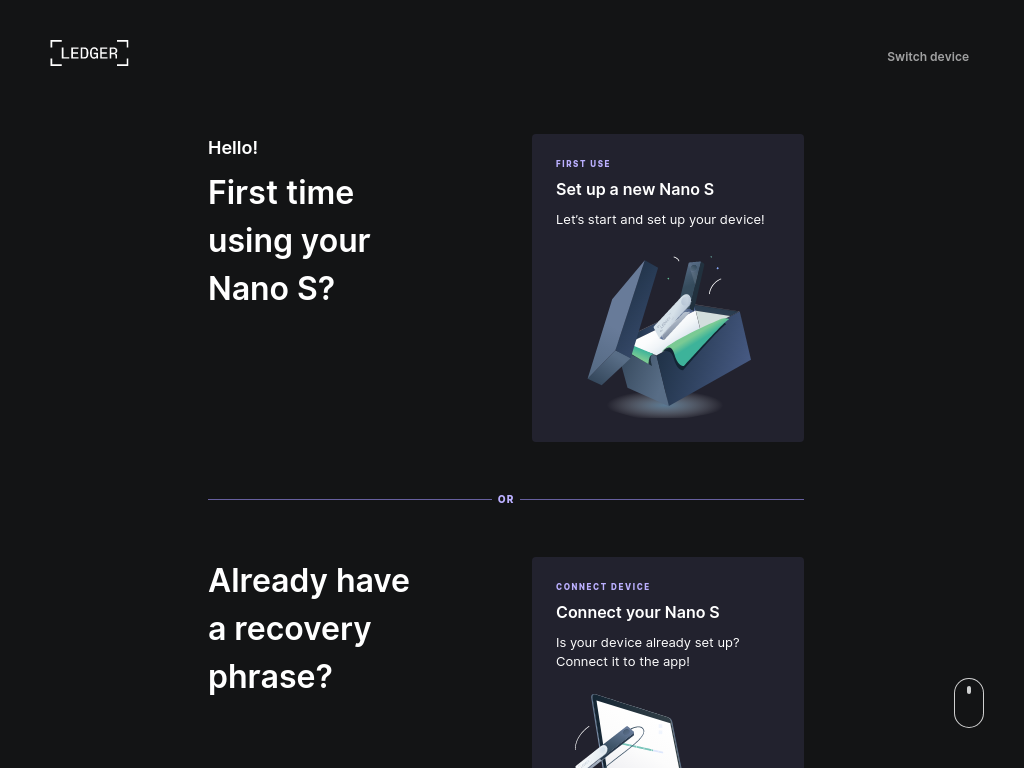 LEDGER
Switch device
Hello!
First time
using your
Nano S?
FIRST USE
Set up a new Nano S
Let's start and set up your device!
OR
Already have
a recovery
phrase?
CONNECT DEVICE
Connect your Nano S
Is your device already set up?
Connect it to the app!